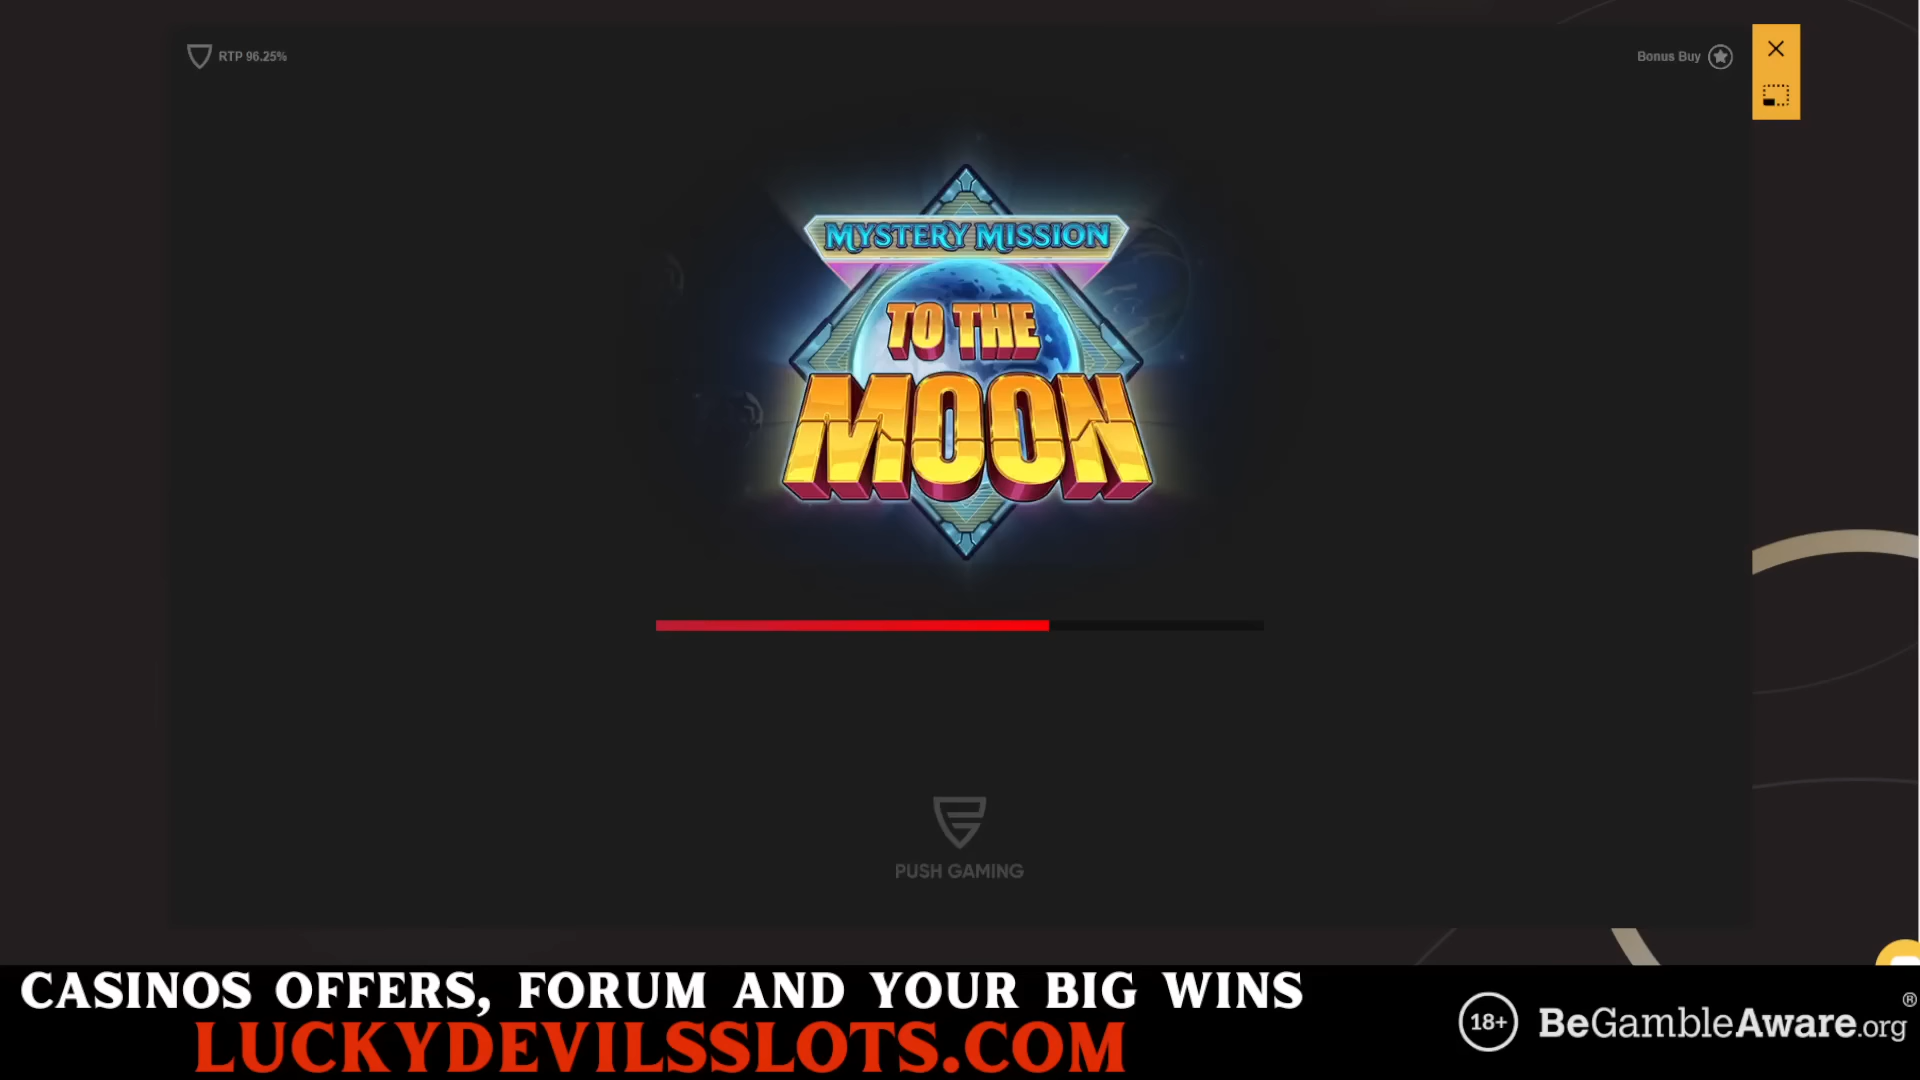 RTP 96.25%
Bonus Buy
MYSTERY MISSION
TO THE
MOON
PUSH GAMING
CASINOS OFFERS, FORUM AND YOUR BIG WINS
LUCKYDEVILSSLOTS.COM
18+
BeGambleAware.org®